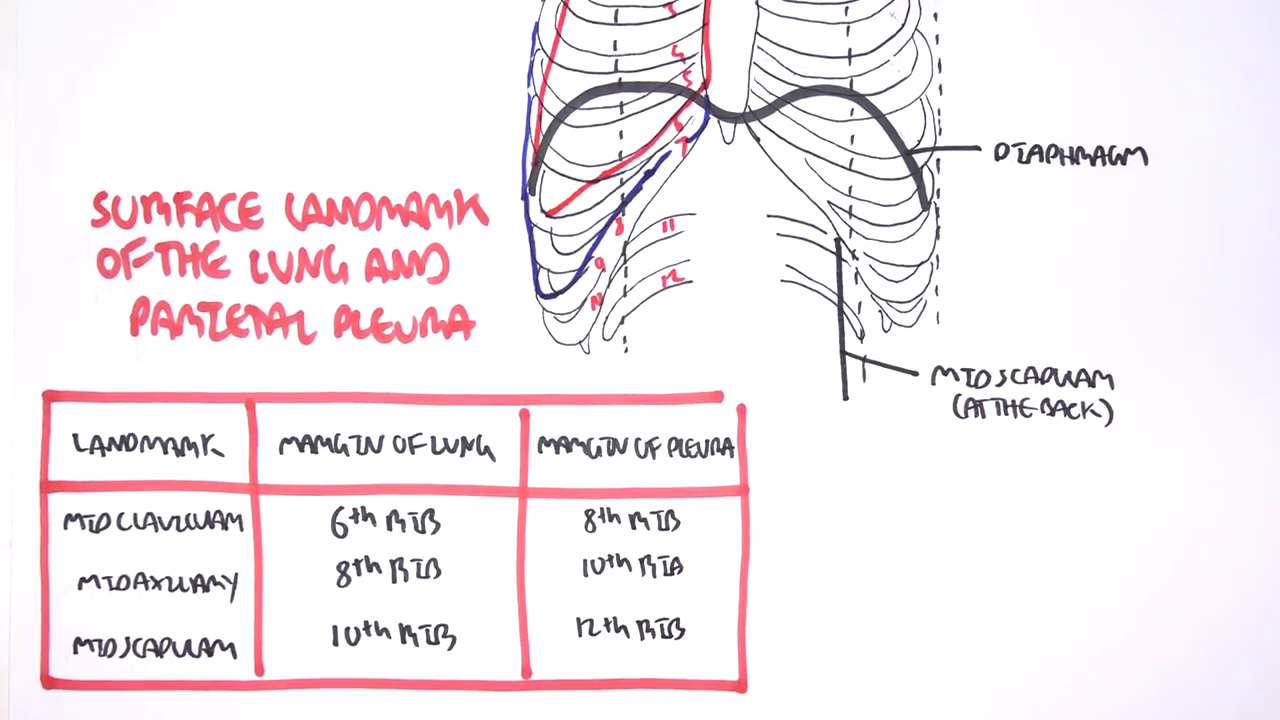 4
5
6
7
8
9
11
12
DIAPHRAGM
SURFACE LANDMARK
OF THE LUNG AND
PARIETAL PLEURA
MIDSCAPULAR
(AT THE BACK)
LANDMARK MARGIN OF LUNG MARGIN OF PLEURA
MIDCLAVICULAR 6th RIB 8th RIB
MIDAXILLARY 8th RIB 10th RIB
MIDSCAPULAR 10th RIB 12th RIB